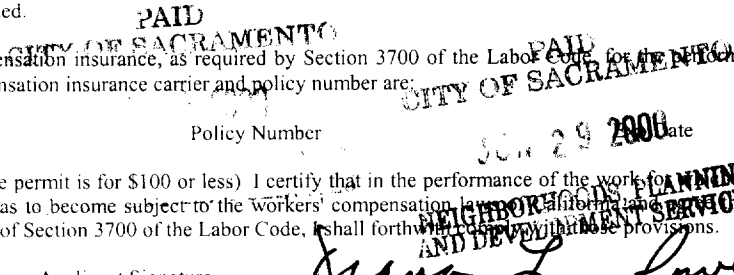 ed.
PAID
CITY OF SACRAMENTO
ensation insurance, as required by Section 3700 of the Labor Code, for the perform
PAID
CITY OF SACRAMENTO
nsation insurance carrier and policy number are:
Policy Number
29 2000
Date
e permit is for $100 or less) I certify that in the performance of the work for
NEIGHBORHOODS PLANNIN
as to become subject to the workers' compensation laws of California and
AND DEVELOPMENT SERVIC
of Section 3700 of the Labor Code, I shall forthwith comply with those provisions.
Applicant Signature